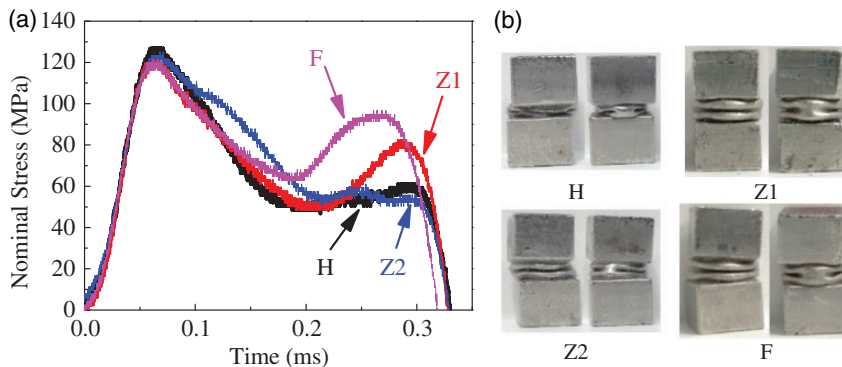 (a)
140
120
100
80
60
40
20
0
Nominal Stress (MPa)
0.0
0.1
0.2
0.3
Time (ms)
F
Z1
H
Z2
(b)
H
Z1
Z2
F